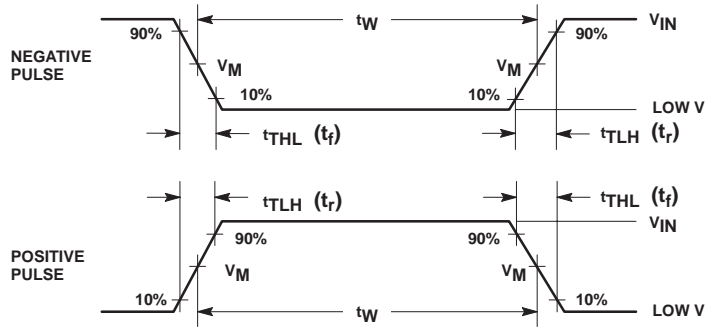 tW
VIN
90%
90%
NEGATIVE
PULSE
VM
VM
10%
10%
LOW V
tTHL (tf)
tTLH (tr)
tTLH (tr)
tTHL (tf)
VIN
90%
90%
POSITIVE
PULSE
VM
VM
10%
10%
tW
LOW V